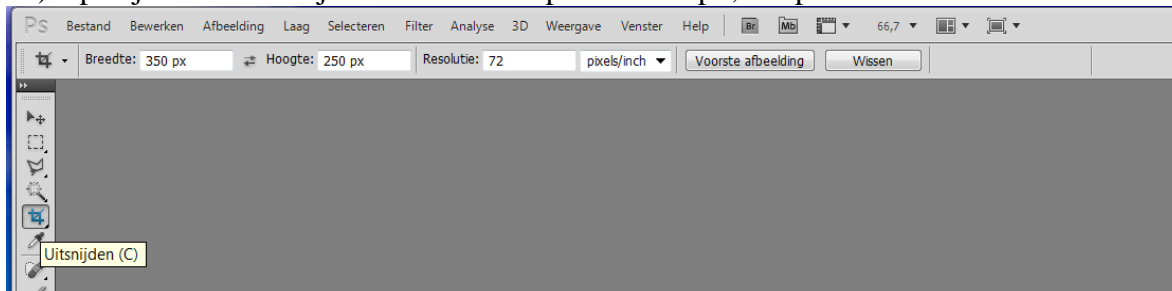 Ps Bestand Bewerken Afbeelding Laag Selecteren Filter Analyse 3D Weergave Venster Help Br Mb 66,7
Breedte: 350 px Hoogte: 250 px Resolutie: 72 pixels/inch Voorste afbeelding Wissen
Uitsnijden (C)